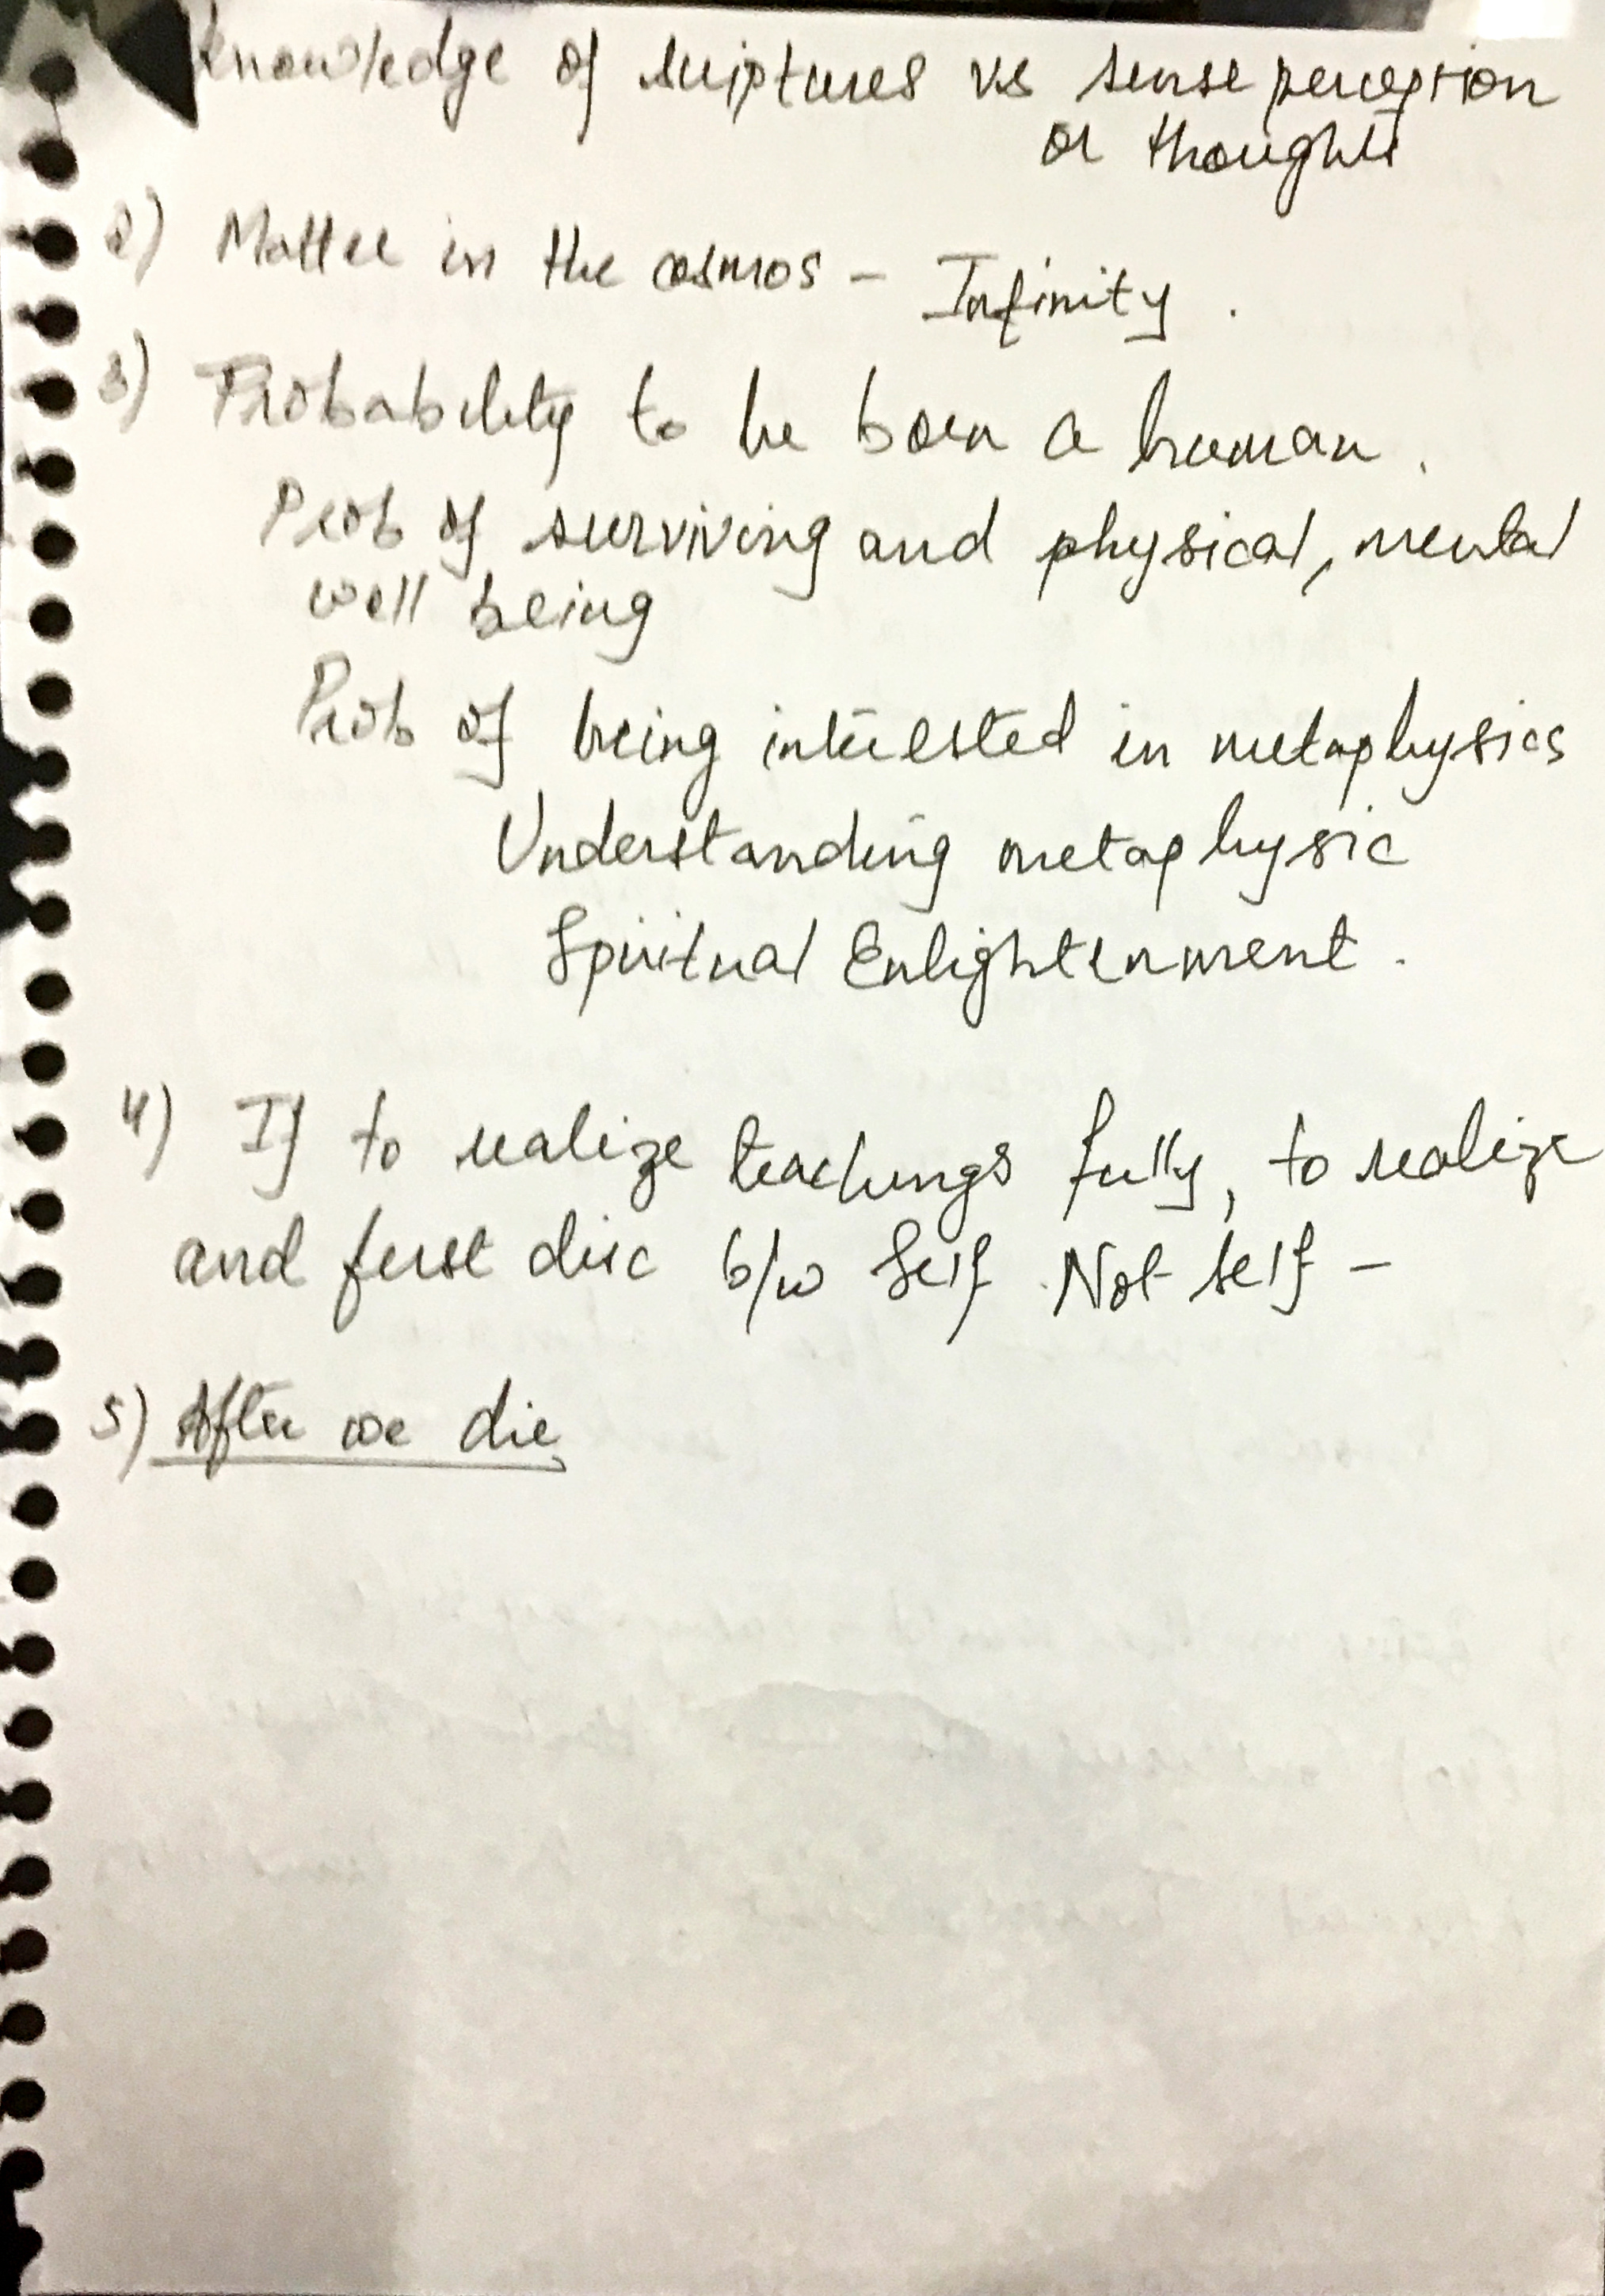 Knowledge of scriptures vs sense perception
or thoughts
2) Matter in the cosmos - Infinity .
3) Probability to be born a human .
Prob of surviving and physical, mental
well being
Prob of being interested in metaphysics
Understanding metaphysic
Spiritual Enlightenment .
4) If to realize teachings fully, to realize
and first disc b/w Self Not self -
5) After we die